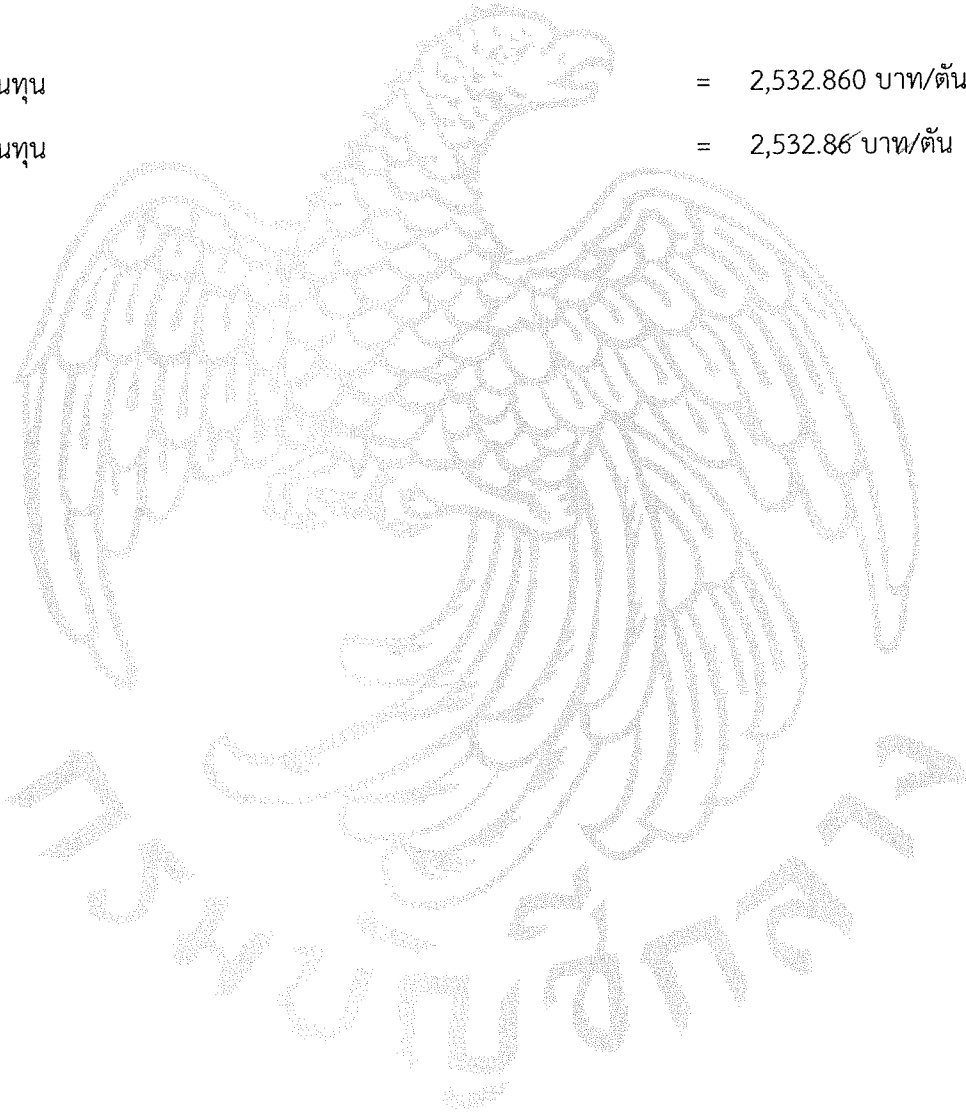 นทุน = 2,532.860 บาท/ตัน
นทุน = 2,532.86 บาท/ตัน
กรมบัญชีกลาง